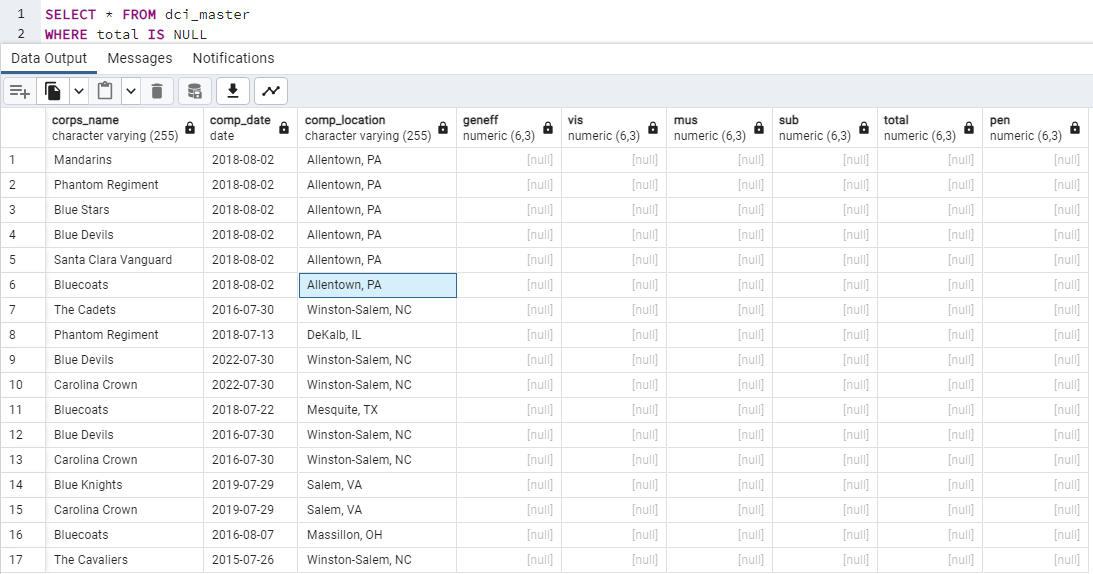 1 SELECT * FROM dci_master
2 WHERE total IS NULL
Data Output Messages Notifications
corps_name comp_date comp_location geneff vis mus sub total pen
character varying (255) date character varying (255) numeric (6,3) numeric (6,3) numeric (6,3) numeric (6,3) numeric (6,3) numeric (6,3)
1 Mandarins 2018-08-02 Allentown, PA [null] [null] [null] [null] [null] [null]
2 Phantom Regiment 2018-08-02 Allentown, PA [null] [null] [null] [null] [null] [null]
3 Blue Stars 2018-08-02 Allentown, PA [null] [null] [null] [null] [null] [null]
4 Blue Devils 2018-08-02 Allentown, PA [null] [null] [null] [null] [null] [null]
5 Santa Clara Vanguard 2018-08-02 Allentown, PA [null] [null] [null] [null] [null] [null]
6 Bluecoats 2018-08-02 Allentown, PA [null] [null] [null] [null] [null] [null]
7 The Cadets 2016-07-30 Winston-Salem, NC [null] [null] [null] [null] [null] [null]
8 Phantom Regiment 2018-07-13 DeKalb, IL [null] [null] [null] [null] [null] [null]
9 Blue Devils 2022-07-30 Winston-Salem, NC [null] [null] [null] [null] [null] [null]
10 Carolina Crown 2022-07-30 Winston-Salem, NC [null] [null] [null] [null] [null] [null]
11 Bluecoats 2018-07-22 Mesquite, TX [null] [null] [null] [null] [null] [null]
12 Blue Devils 2016-07-30 Winston-Salem, NC [null] [null] [null] [null] [null] [null]
13 Carolina Crown 2016-07-30 Winston-Salem, NC [null] [null] [null] [null] [null] [null]
14 Blue Knights 2019-07-29 Salem, VA [null] [null] [null] [null] [null] [null]
15 Carolina Crown 2019-07-29 Salem, VA [null] [null] [null] [null] [null] [null]
16 Bluecoats 2016-08-07 Massillon, OH [null] [null] [null] [null] [null] [null]
17 The Cavaliers 2015-07-26 Winston-Salem, NC [null] [null] [null] [null] [null] [null]